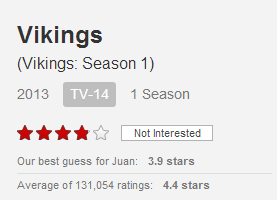 Vikings
(Vikings: Season 1)
2013 TV-14 1 Season
Not Interested
Our best guess for Juan: 3.9 stars
Average of 131,054 ratings: 4.4 stars